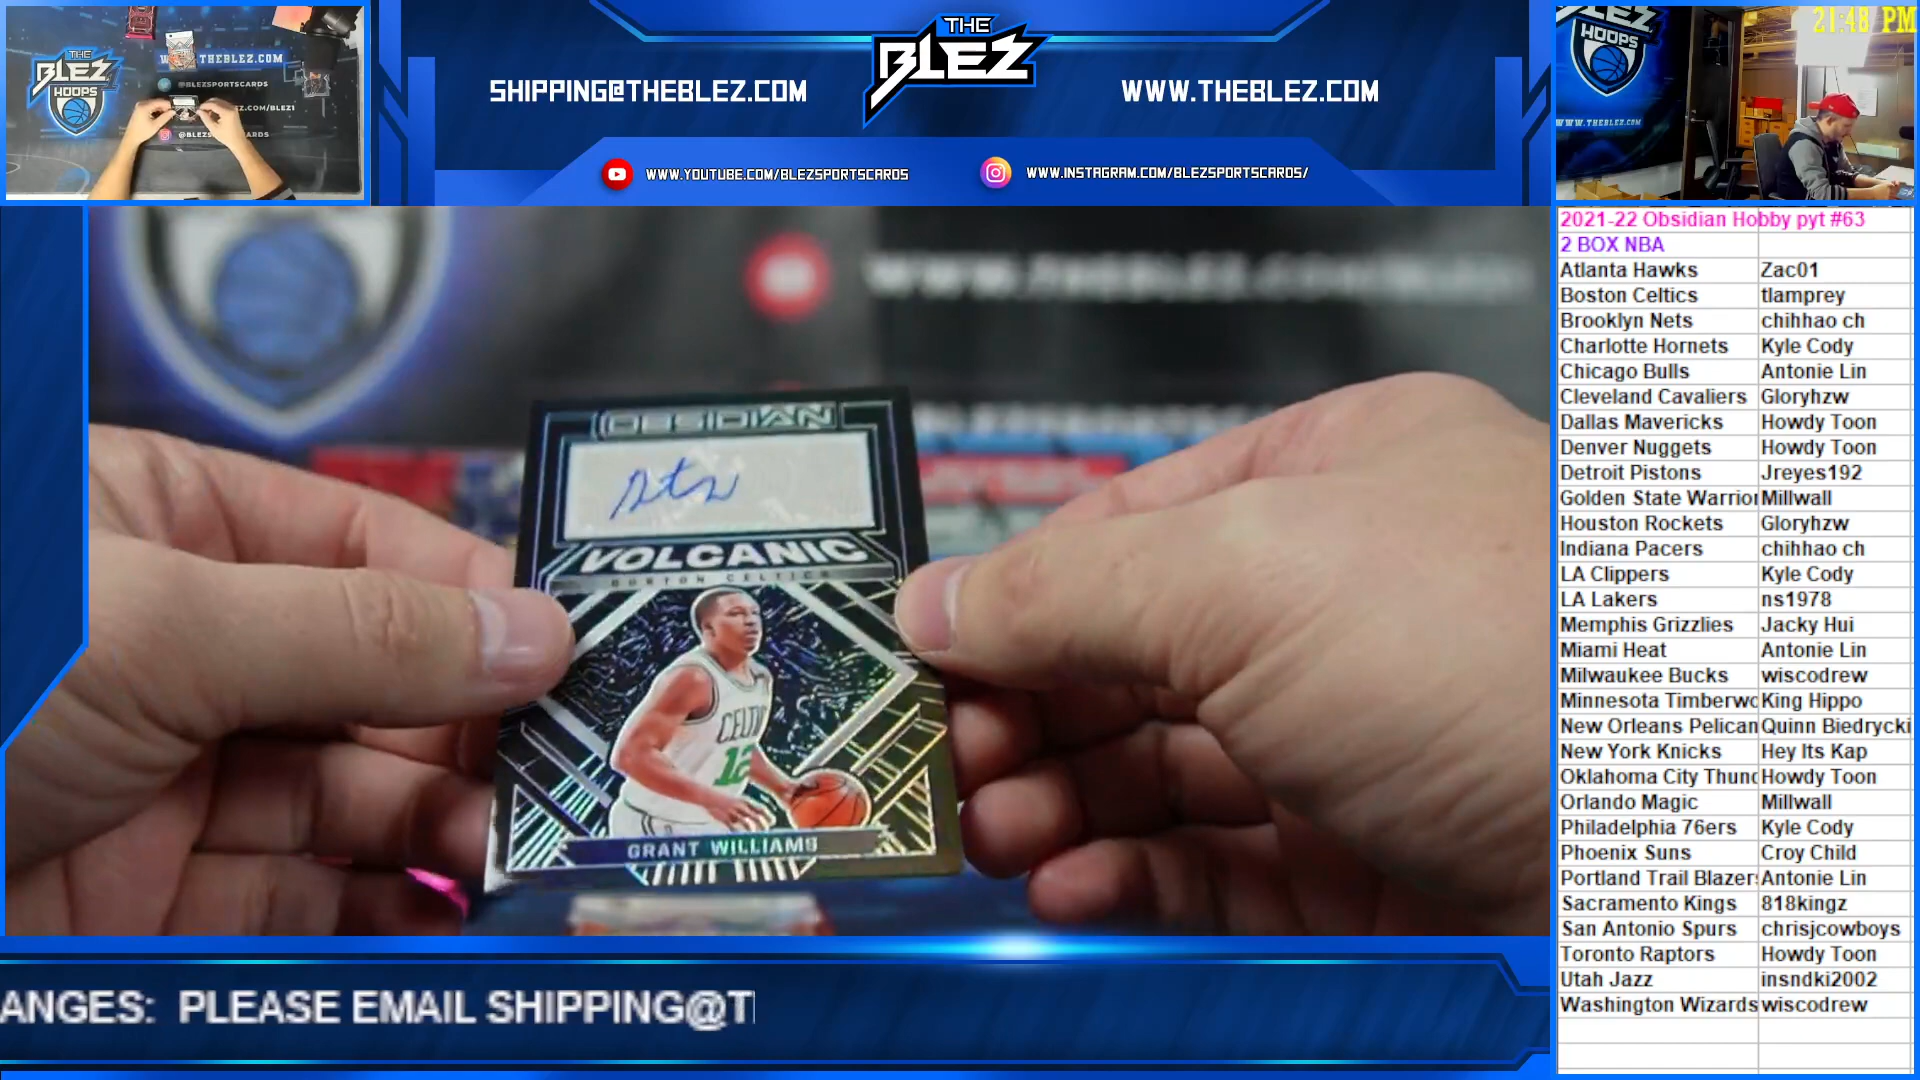 THE
BLEZ
HOOPS
WWW.THEBLEZ.COM
@BLEZSPORTSCARDS
SHIPPING@THEBLEZ.COM
THE
BLEZ
WWW.THEBLEZ.COM
WWW.YOUTUBE.COM/BLEZSPORTSCARDS
WWW.INSTAGRAM.COM/BLEZSPORTSCARDS/
BLEZ
HOOPS
WWW.THEBLEZ.COM
21:48 PM
OBSIDIAN
VOLCANIC
BOSTON CELTICS
CELTIC
12
GRANT WILLIAMS
2021-22 Obsidian Hobby pyt #63
2 BOX NBA
Atlanta Hawks Zac01
Boston Celtics tlamprey
Brooklyn Nets chihhao ch
Charlotte Hornets Kyle Cody
Chicago Bulls Antonie Lin
Cleveland Cavaliers Gloryhzw
Dallas Mavericks Howdy Toon
Denver Nuggets Howdy Toon
Detroit Pistons Jreyes192
Golden State Warrior Millwall
Houston Rockets Gloryhzw
Indiana Pacers chihhao ch
LA Clippers Kyle Cody
LA Lakers ns1978
Memphis Grizzlies Jacky Hui
Miami Heat Antonie Lin
Milwaukee Bucks wiscodrew
Minnesota Timberwo King Hippo
New Orleans Pelican Quinn Biedrycki
New York Knicks Hey Its Kap
Oklahoma City Thund Howdy Toon
Orlando Magic Millwall
Philadelphia 76ers Kyle Cody
Phoenix Suns Croy Child
Portland Trail Blazers Antonie Lin
Sacramento Kings 818kingz
San Antonio Spurs chrisjcowboys
Toronto Raptors Howdy Toon
Utah Jazz insndki2002
Washington Wizards wiscodrew
ANGES: PLEASE EMAIL SHIPPING@T